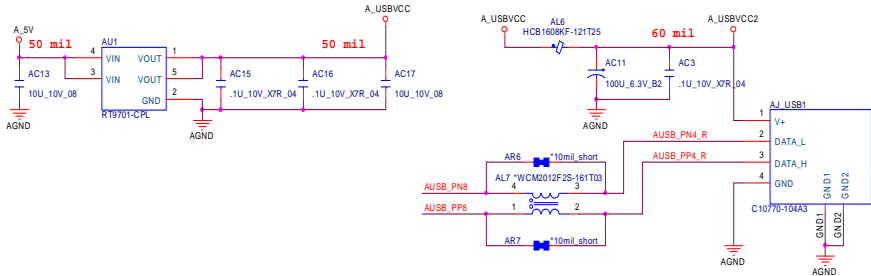 A_5V
50 mil
AU1
50 mil
A_USBVCC
4
VIN
VOUT
1
3
VIN
VOUT
5
GND
2
AC13
10U_10V_08
AGND
RT9701-CPL
AC15
.1U_10V_X7R_04
AC16
.1U_10V_X7R_04
AC17
10U_10V_08
AGND
A_USBVCC
AL6
HCB1608KF-121T25
A_USBVCC2
60 mil
AC11
100U_6.3V_B2
AC3
.1U_10V_X7R_04
AGND
AJ_USB1
1
V+
2
DATA_L
3
DATA_H
4
GND
GND1
GND2
C10770-104A3
GND1
GND2
AGND
AUSB_PN4_R
AUSB_PP4_R
AR6
*10mil_short
AL7 *WCM2012F2S-161T03
AUSB_PN8
4
3
AUSB_PP8
1
2
AR7
*10mil_short
AGND